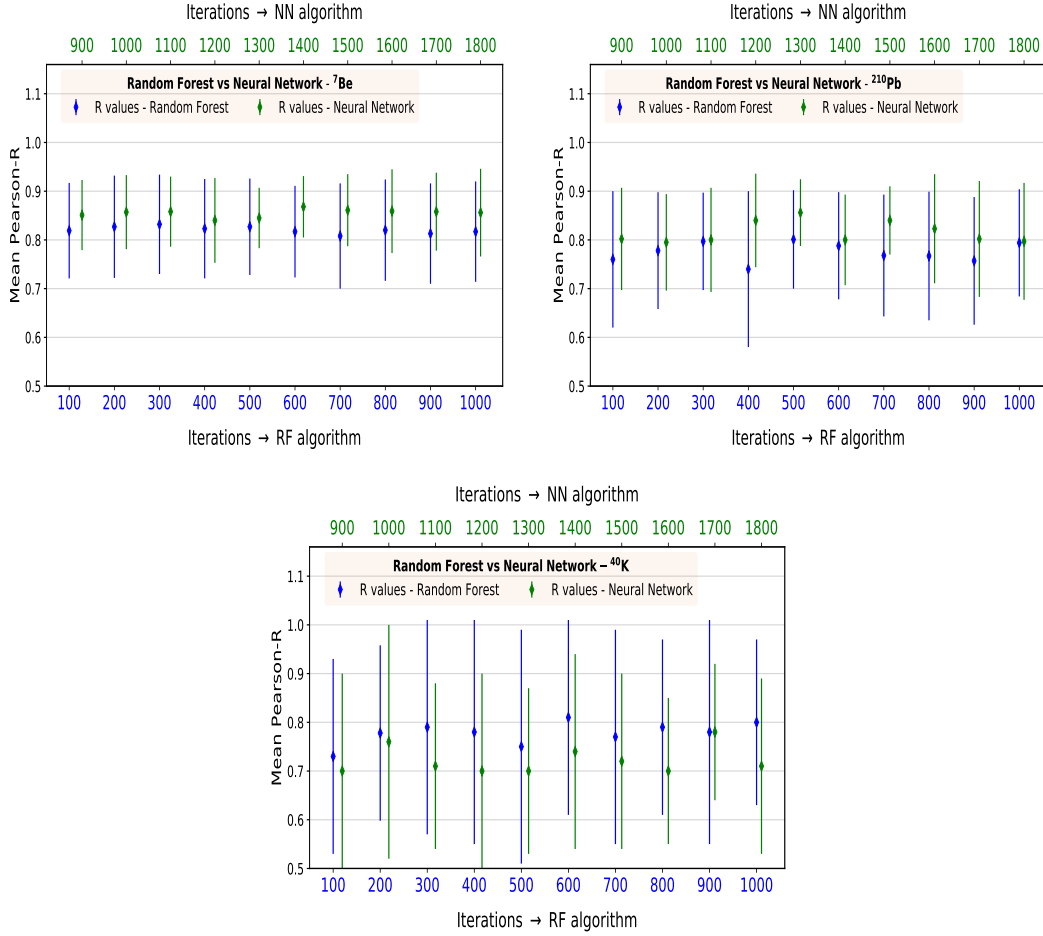 Iterations → NN algorithm
900 1000 1100 1200 1300 1400 1500 1600 1700 1800
Random Forest vs Neural Network - ⁷Be
R values - Random Forest R values - Neural Network
Mean Pearson-R
1.1
1.0
0.9
0.8
0.7
0.6
0.5
100 200 300 400 500 600 700 800 900 1000
Iterations → RF algorithm
Iterations → NN algorithm
900 1000 1100 1200 1300 1400 1500 1600 1700 1800
Random Forest vs Neural Network - ²¹⁰Pb
R values - Random Forest R values - Neural Network
Mean Pearson-R
1.1
1.0
0.9
0.8
0.7
0.6
0.5
100 200 300 400 500 600 700 800 900 1000
Iterations → RF algorithm
Iterations → NN algorithm
900 1000 1100 1200 1300 1400 1500 1600 1700 1800
Random Forest vs Neural Network – ⁴⁰K
R values - Random Forest R values - Neural Network
Mean Pearson-R
1.1
1.0
0.9
0.8
0.7
0.6
0.5
100 200 300 400 500 600 700 800 900 1000
Iterations → RF algorithm